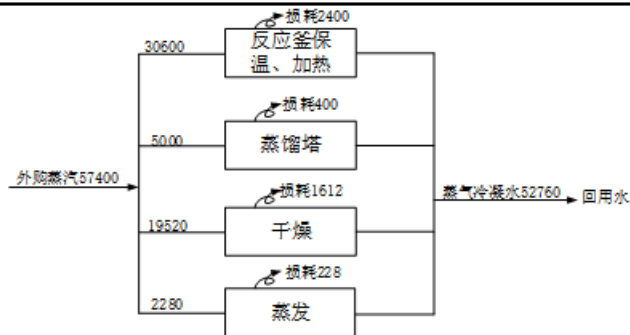 损耗2400
30600
反应釜保
温、加热
损耗400
5000
蒸馏塔
外购蒸汽57400
损耗1612
蒸气冷凝水52760
回用水
19520
干燥
损耗228
2280
蒸发